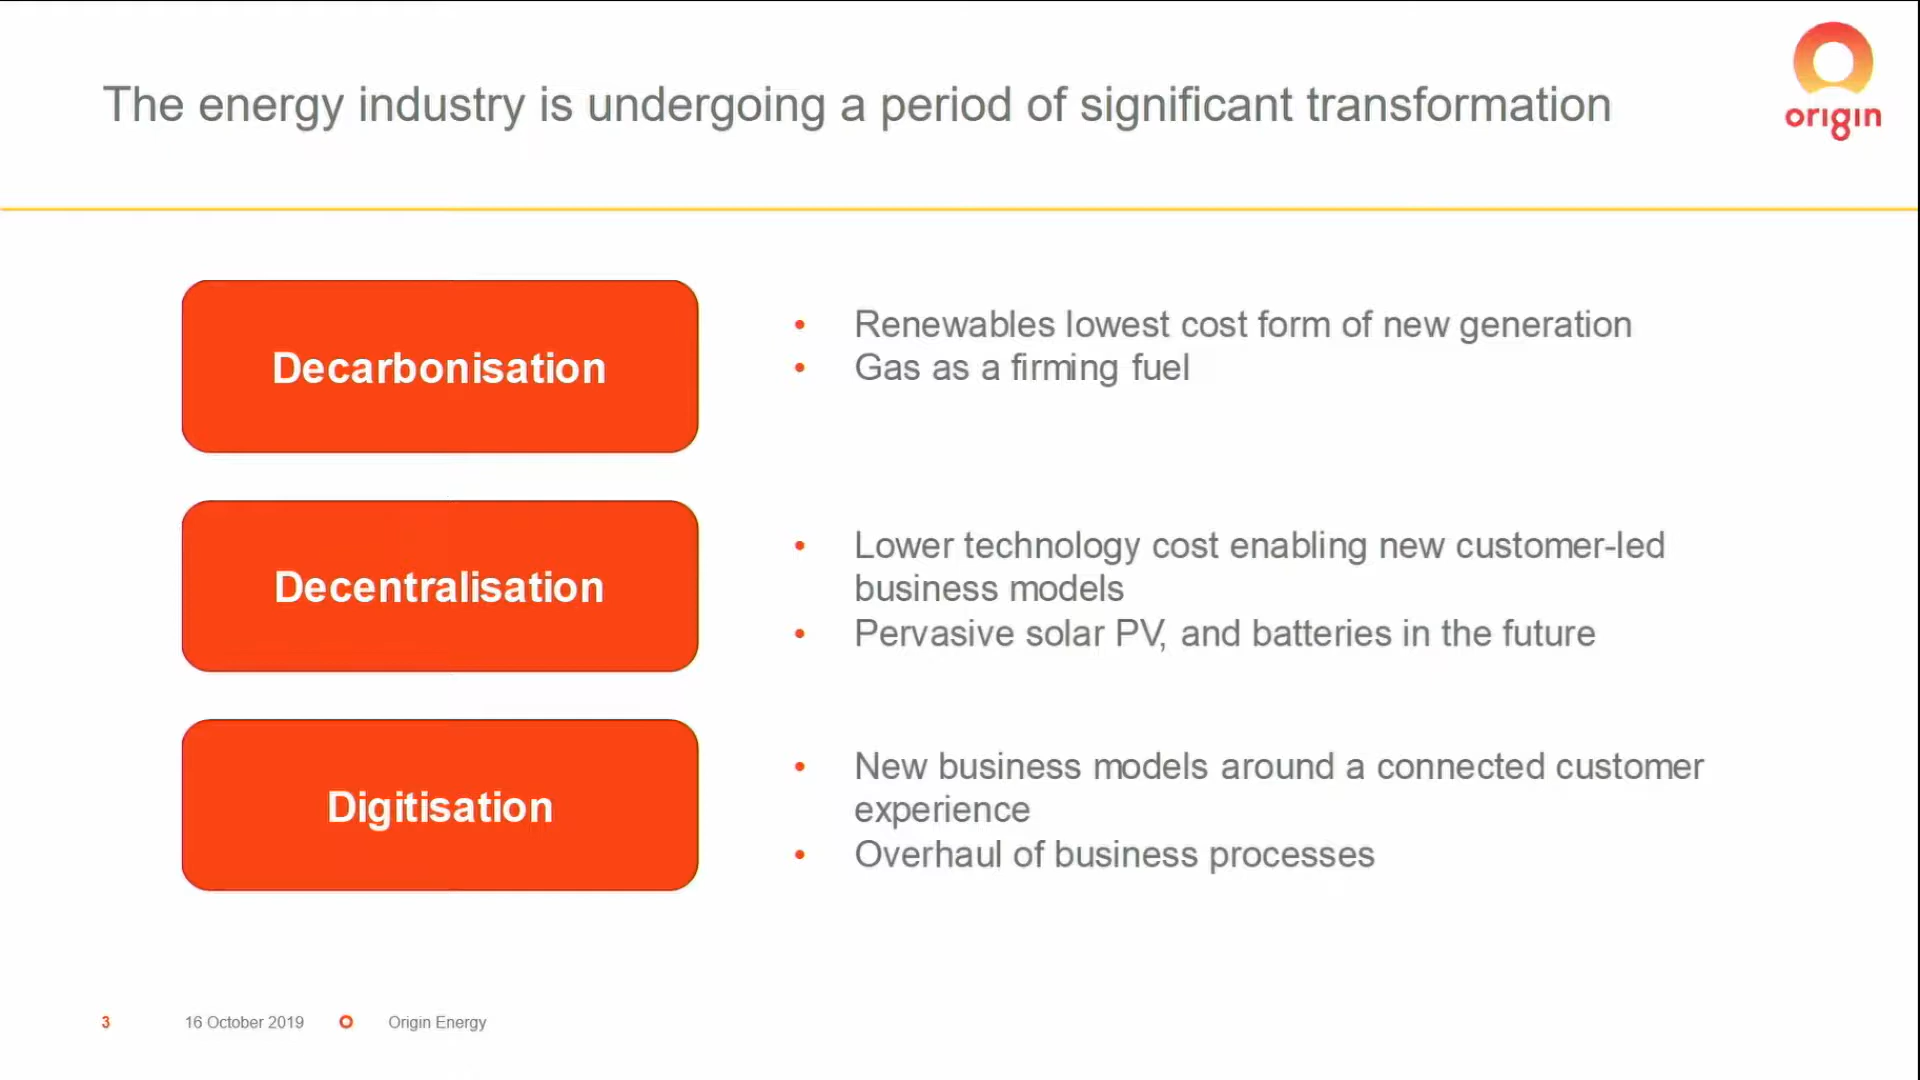 The energy industry is undergoing a period of significant transformation
origin
Decarbonisation
• Renewables lowest cost form of new generation
• Gas as a firming fuel
Decentralisation
• Lower technology cost enabling new customer-led
business models
• Pervasive solar PV, and batteries in the future
Digitisation
• New business models around a connected customer
experience
• Overhaul of business processes
3 16 October 2019 Origin Energy